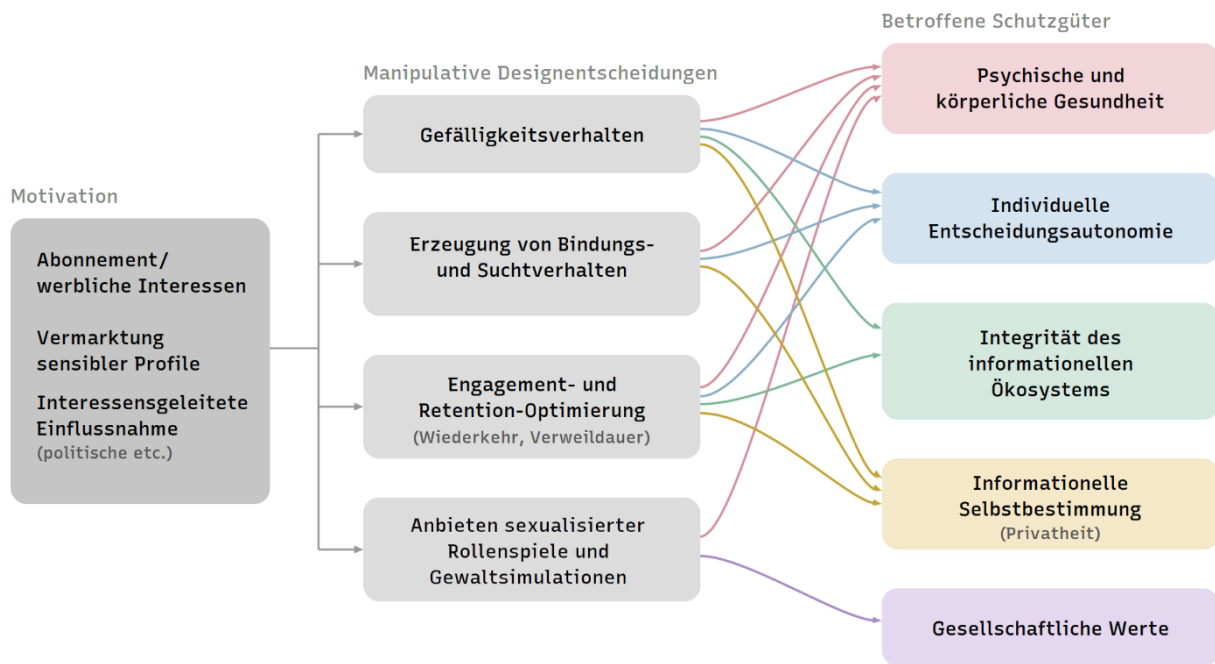 Motivation
Abonnement/
werbliche Interessen
Vermarktung
sensibler Profile
Interessensgeleitete
Einflussnahme
(politische etc.)
Manipulative Designentscheidungen
Gefälligkeitsverhalten
Erzeugung von Bindungs-
und Suchtverhalten
Engagement- und
Retention-Optimierung
(Wiederkehr, Verweildauer)
Anbieten sexualisierter
Rollenspiele und
Gewaltsimulationen
Betroffene Schutzgüter
Psychische und
körperliche Gesundheit
Individuelle
Entscheidungsautonomie
Integrität des
informationellen
Ökosystems
Informationelle
Selbstbestimmung
(Privatheit)
Gesellschaftliche Werte